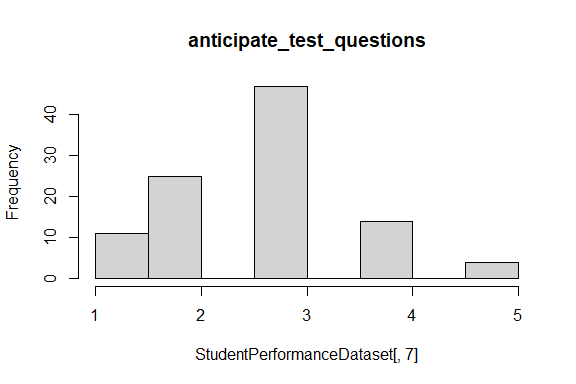 anticipate_test_questions
Frequency
40
30
20
10
0
1 2 3 4 5
StudentPerformanceDataset[, 7]